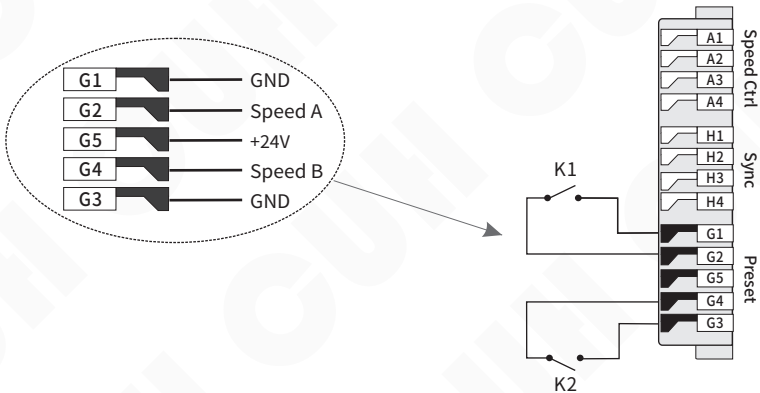 G1 GND
G2 Speed A
G5 +24V
G4 Speed B
G3 GND
K1
K2
A1
A2
A3
A4
Speed Ctrl
H1
H2
H3
H4
Sync
G1
G2
G5
G4
G3
Preset